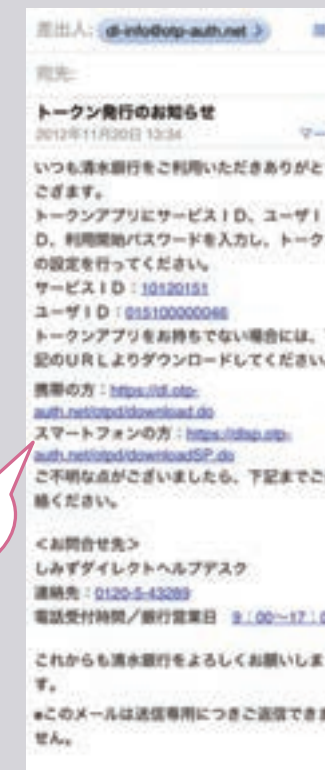 差出人: dl-info@otp-auth.net >
宛先:
トークン発行のお知らせ
2012年11月20日 13:34 マー
いつも清水銀行をご利用いただきありがと
ござます。
トークンアプリにサービスID、ユーザI
D、利用開始パスワードを入力し、トーク
の設定を行ってください。
サービスID:10120151
ユーザID:0151000000046
トークンアプリをお持ちでない場合には、
記のURLよりダウンロードしてください
携帯の方:https://dl.otp-
auth.net/otpd/download.do
スマートフォンの方:https://disp.otp-
auth.net/otpd/downloadSP.do
ご不明な点がございましたら、下記までご
絡ください。
<お問合せ先>
しみずダイレクトヘルプデスク
連絡先:0120-5-43289
電話受付時間/銀行営業日 9:00~17:0
これからも清水銀行をよろしくお願いしま
す。
●このメールは送信専用につきご返信できま
せん。